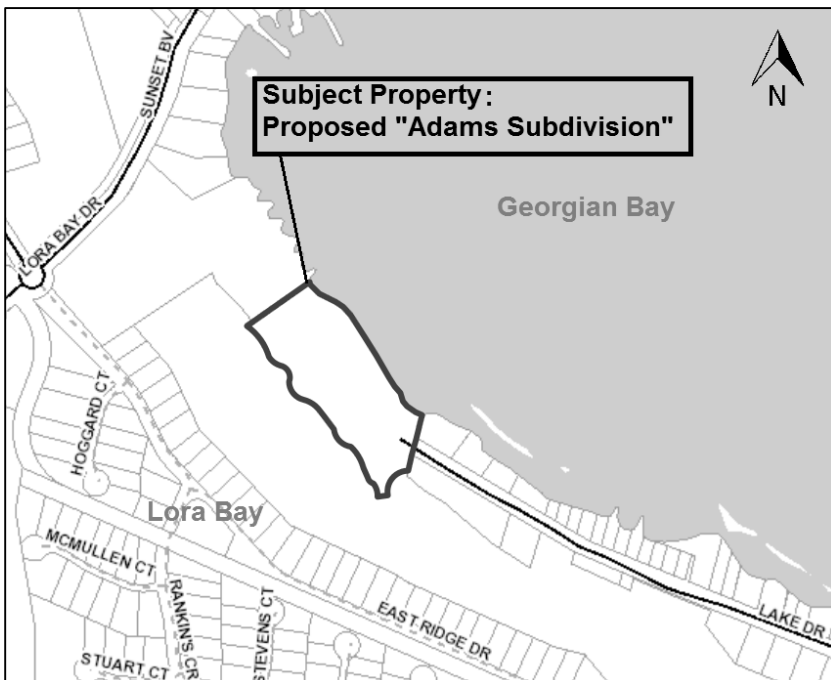 SUNSET BV
Subject Property:
Proposed "Adams Subdivision"
N
Georgian Bay
LORA BAY DR
HOGGARD CT
Lora Bay
MCMULLEN CT
RANKIN'S CR
STEVENS CT
EAST RIDGE DR
LAKE DR
STUART CT